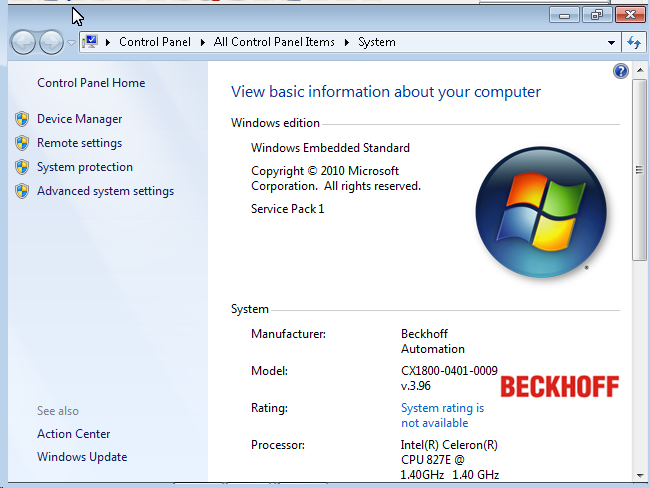 Control Panel ▸ All Control Panel Items ▸ System
Control Panel Home
Device Manager
Remote settings
System protection
Advanced system settings
See also
Action Center
Windows Update
View basic information about your computer
Windows edition
Windows Embedded Standard
Copyright © 2010 Microsoft
Corporation.  All rights reserved.
Service Pack 1
System
Manufacturer:
Beckhoff
Automation
Model:
CX1800-0401-0009
v.3.96
BECKHOFF
Rating:
System rating is
not available
Processor:
Intel(R) Celeron(R)
CPU 827E @
1.40GHz  1.40 GHz